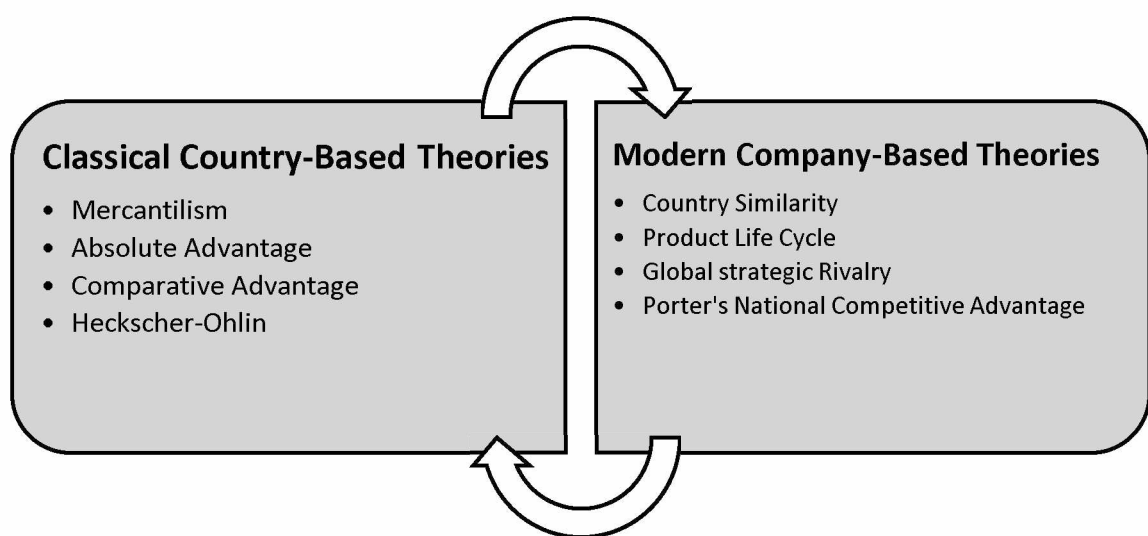 Classical Country-Based Theories
• Mercantilism
• Absolute Advantage
• Comparative Advantage
• Heckscher-Ohlin
Modern Company-Based Theories
• Country Similarity
• Product Life Cycle
• Global strategic Rivalry
• Porter's National Competitive Advantage